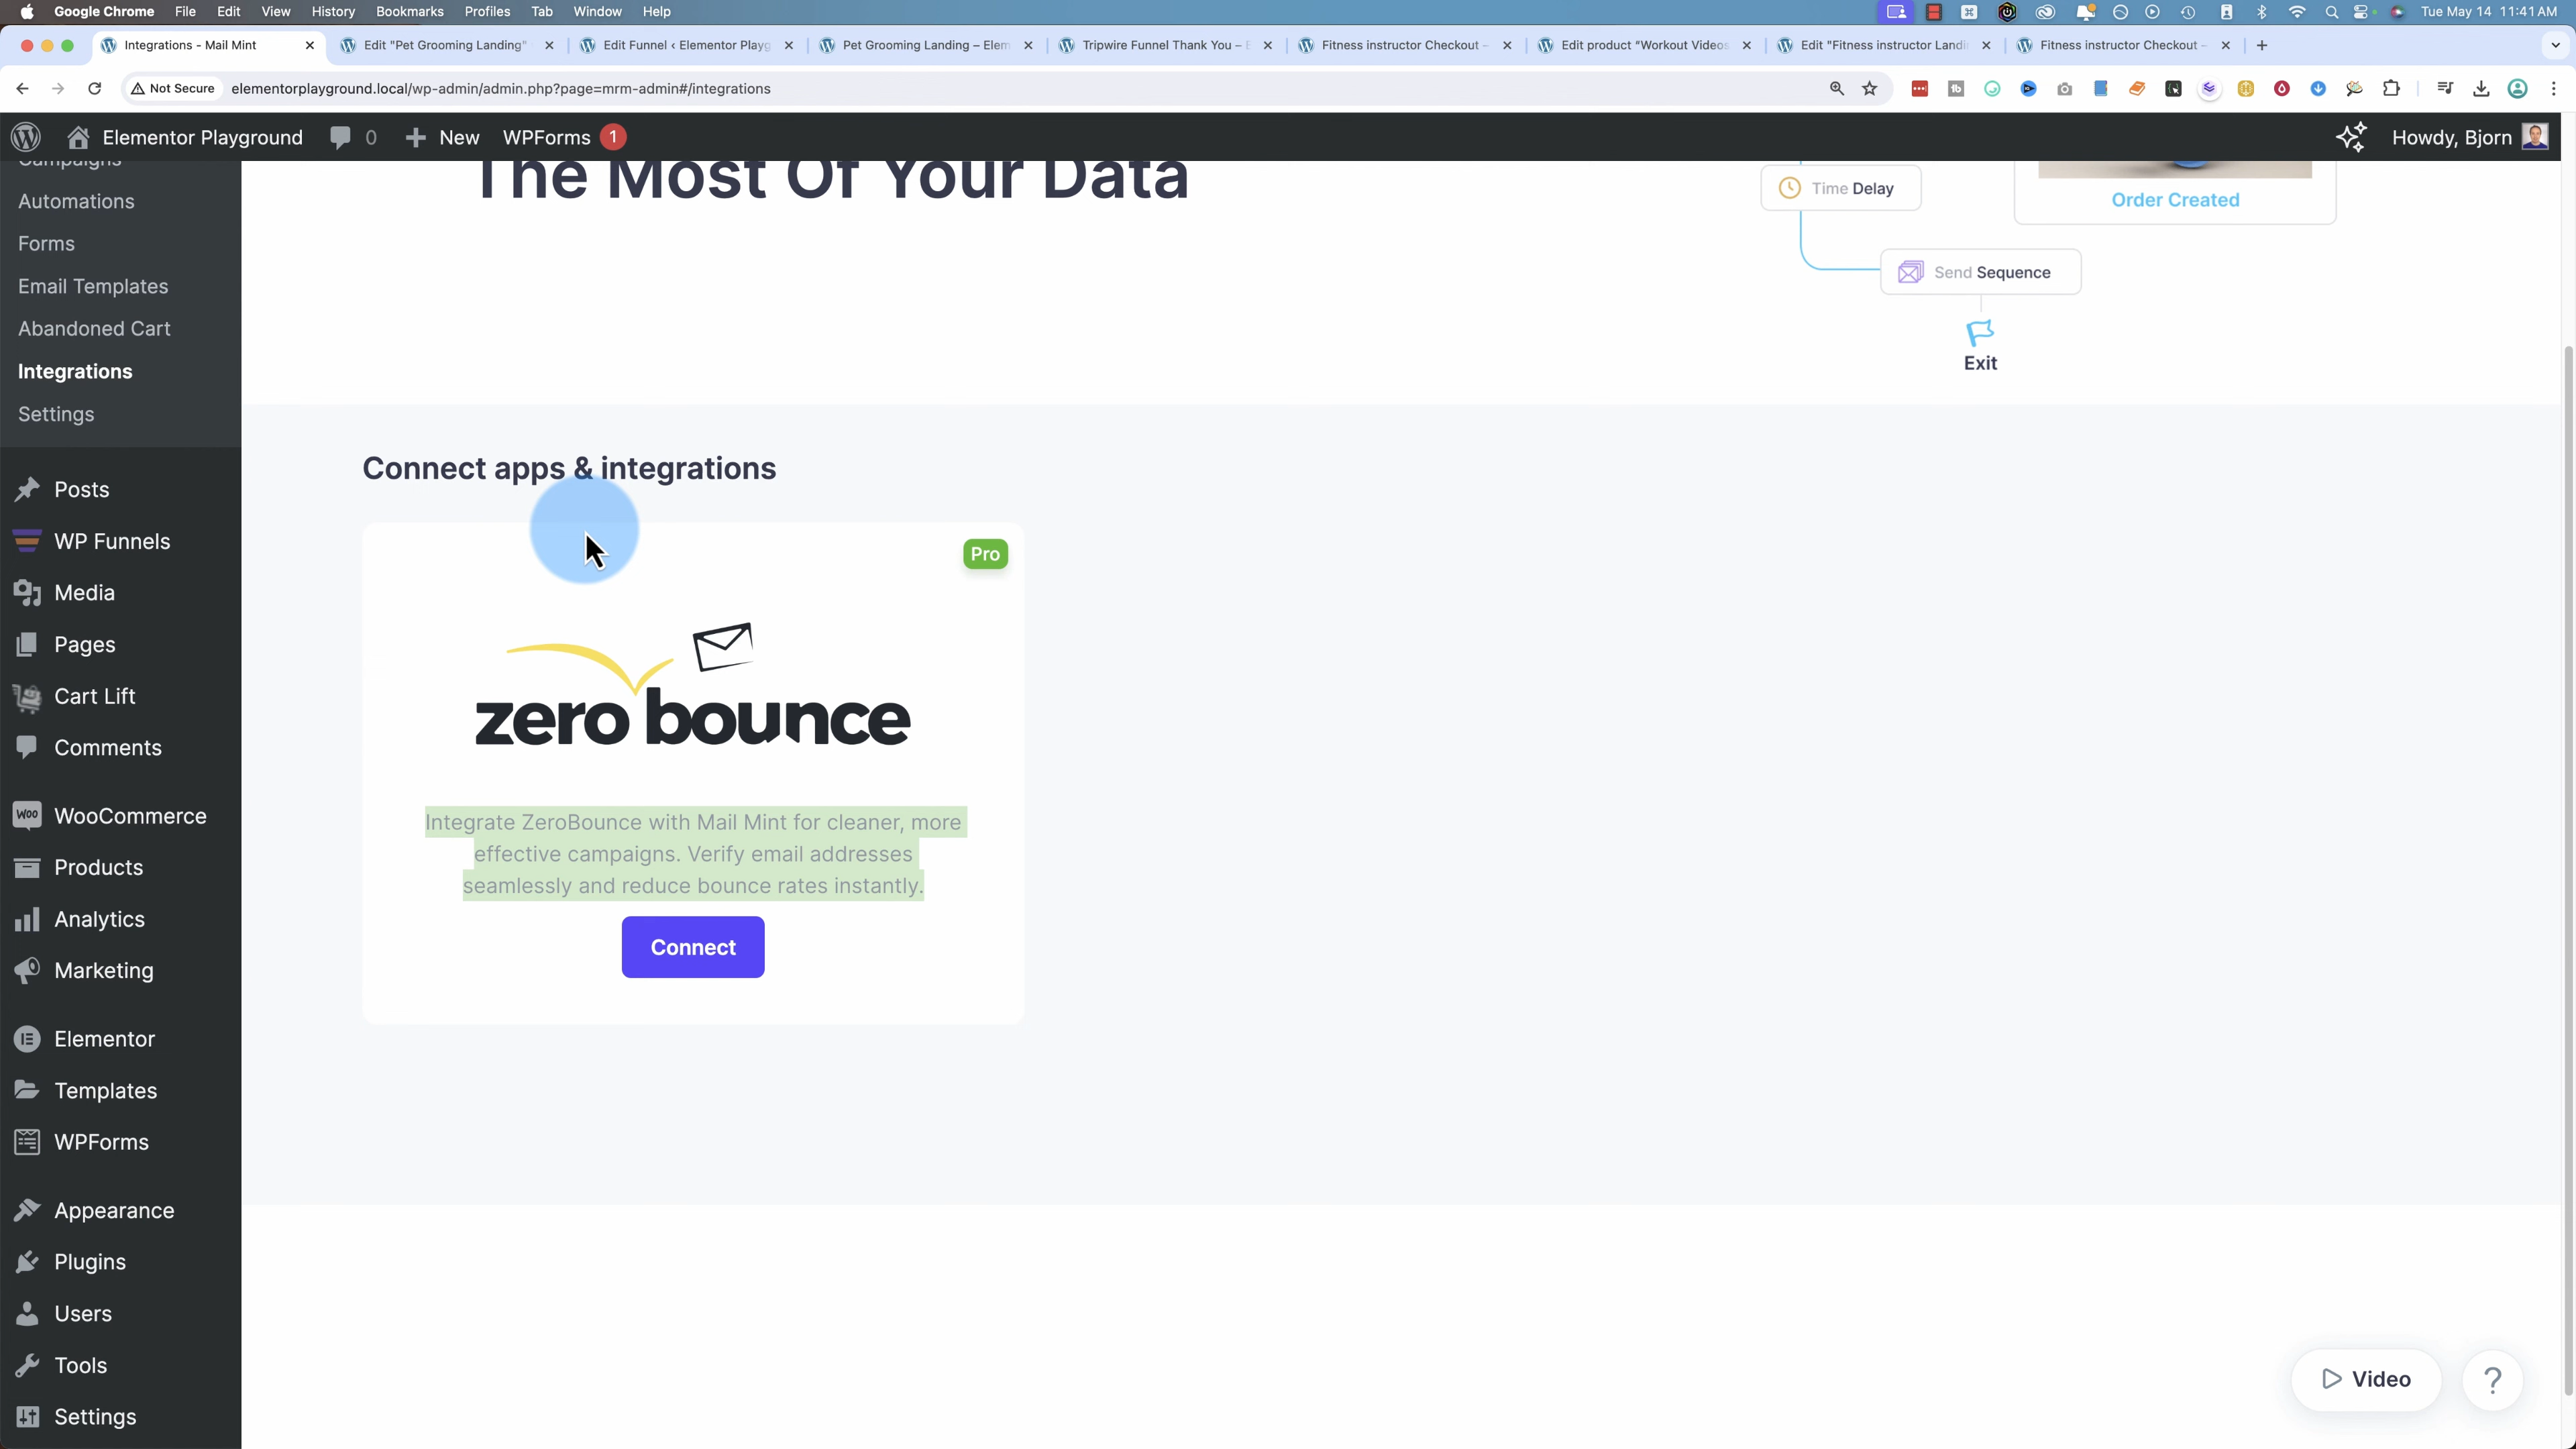 Google Chrome File Edit View History Bookmarks Profiles Tab Window Help Tue May 14 11:41 AM
Integrations - Mail Mint Edit "Pet Grooming Landing" Edit Funnel ‹ Elementor Playg Pet Grooming Landing – Elem Tripwire Funnel Thank You – E Fitness instructor Checkout – Edit product "Workout Videos Edit "Fitness instructor Landi Fitness instructor Checkout –
Not Secure elementorplayground.local/wp-admin/admin.php?page=mrm-admin#/integrations
Elementor Playground 0 New WPForms 1 Howdy, Bjorn
Campaigns
Automations
Forms
Email Templates
Abandoned Cart
Integrations
Settings
Posts
WP Funnels
Media
Pages
Cart Lift
Comments
Woo WooCommerce
Products
Analytics
Marketing
Elementor
Templates
WPForms
Appearance
Plugins
Users
Tools
Settings
The Most Of Your Data
Time Delay
Order Created
Send Sequence
Exit
Connect apps & integrations
Pro
zero bounce
Integrate ZeroBounce with Mail Mint for cleaner, more
effective campaigns. Verify email addresses
seamlessly and reduce bounce rates instantly.
Connect
Video
?